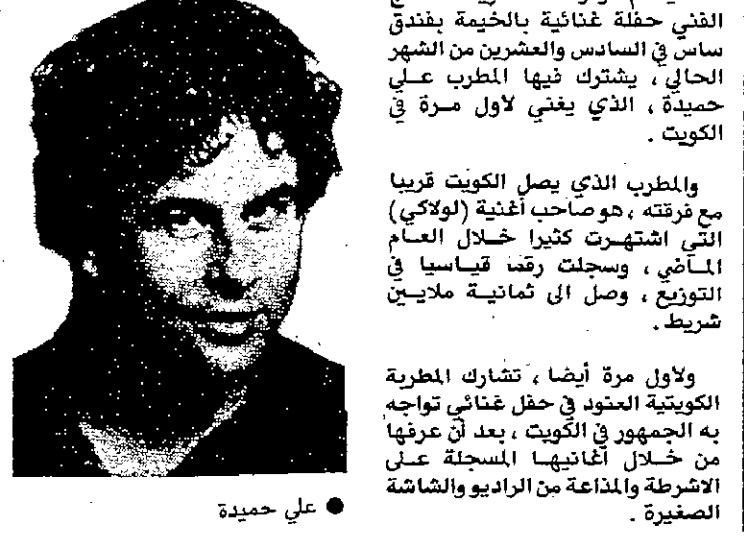 الفني حفلة غنائية بالخيمة بفندق
ساس في السادس والعشرين من الشهر
الحالي ، يشترك فيها المطرب علي
حميدة ، الذي يغني لأول مرة في
الكويت .
والمطرب الذي يصل الكويت قريبا
مع فرقته ، هو صاحب أغنية (لولاكي)
التي اشتهرت كثيرا خلال العام
الماضي ، وسجلت رقما قياسيا في
التوزيع ، وصل الى ثمانية ملايين
شريط .
ولأول مرة أيضا ، تشارك المطربة
الكويتية العنود في حفل غنائي تواجه
به الجمهور في الكويت ، بعد أن عرفها
من خلال أغانيها المسجلة على
الاشرطة والمذاعة من الراديو والشاشة
الصغيرة .
● علي حميدة